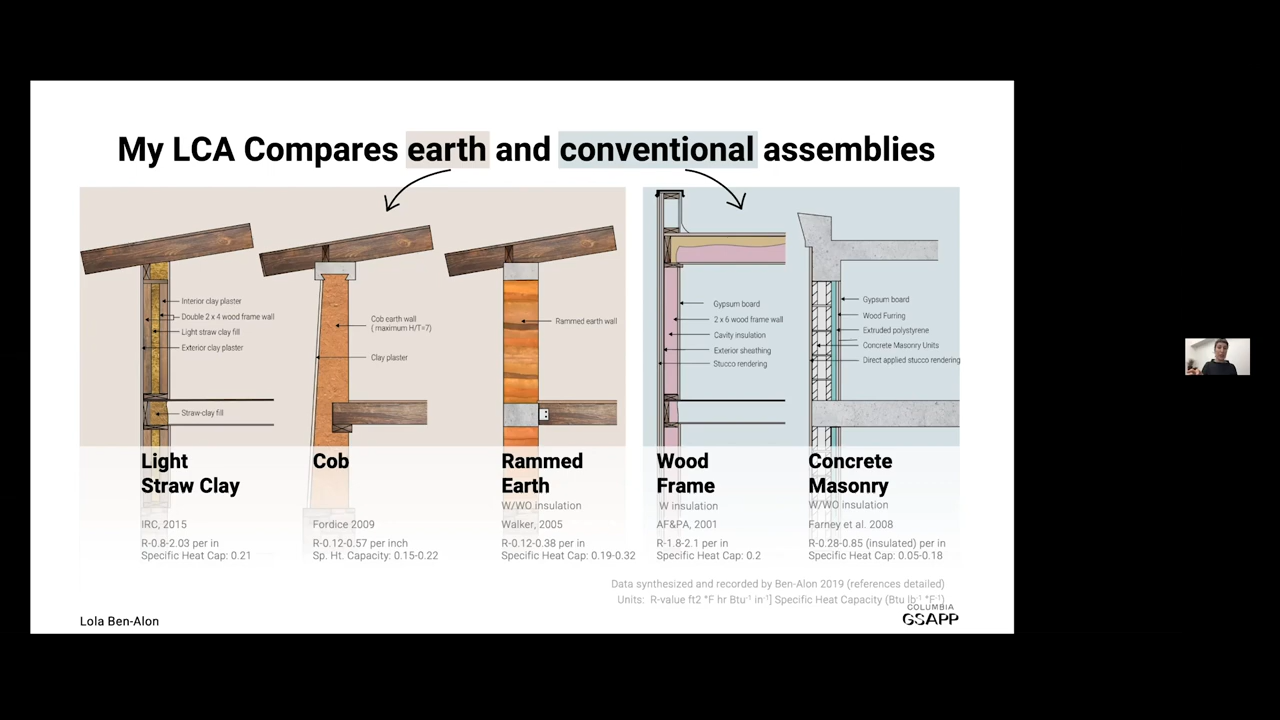 My LCA Compares earth and conventional assemblies
Interior clay plaster
Double 2 x 4 wood frame wall
Light straw clay fill
Exterior clay plaster
Straw-clay fill
Cob earth wall
( maximum H/T=7)
Clay plaster
Rammed earth wall
Gypsum board
2 x 6 wood frame wall
Cavity insulation
Exterior sheathing
Stucco rendering
Gypsum board
Wood Furring
Extruded polystyrene
Concrete Masonry Units
Direct applied stucco rendering
Light
Straw Clay
IRC, 2015
R-0.8-2.03 per in
Specific Heat Cap: 0.21
Cob
Fordice 2009
R-0.12-0.57 per inch
Sp. Ht. Capacity: 0.15-0.22
Rammed
Earth
W/WO insulation
Walker, 2005
R-0.12-0.38 per in
Specific Heat Cap: 0.19-0.32
Wood
Frame
W insulation
AF&PA, 2001
R-1.8-2.1 per in
Specific Heat Cap: 0.2
Concrete
Masonry
W/WO insulation
Farney et al. 2008
R-0.28-0.85 (insulated) per in
Specific Heat Cap: 0.05-0.18
Data synthesized and recorded by Ben-Alon 2019 (references detailed)
Units: R-value ft2 °F hr Btu⁻¹ in⁻¹] Specific Heat Capacity (Btu lb⁻¹ °F⁻¹)
Lola Ben-Alon
COLUMBIA
GSAPP